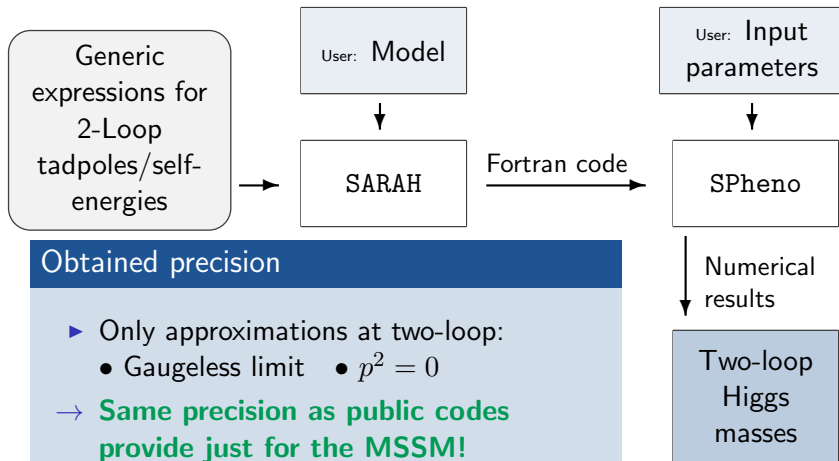 Generic
expressions for
2-Loop
tadpoles/self-
energies
User: Model
User: Input
parameters
SARAH
Fortran code
SPheno
Numerical
results
Two-loop
Higgs
masses
Obtained precision
► Only approximations at two-loop:
• Gaugeless limit • p² = 0
→ Same precision as public codes
provide just for the MSSM!